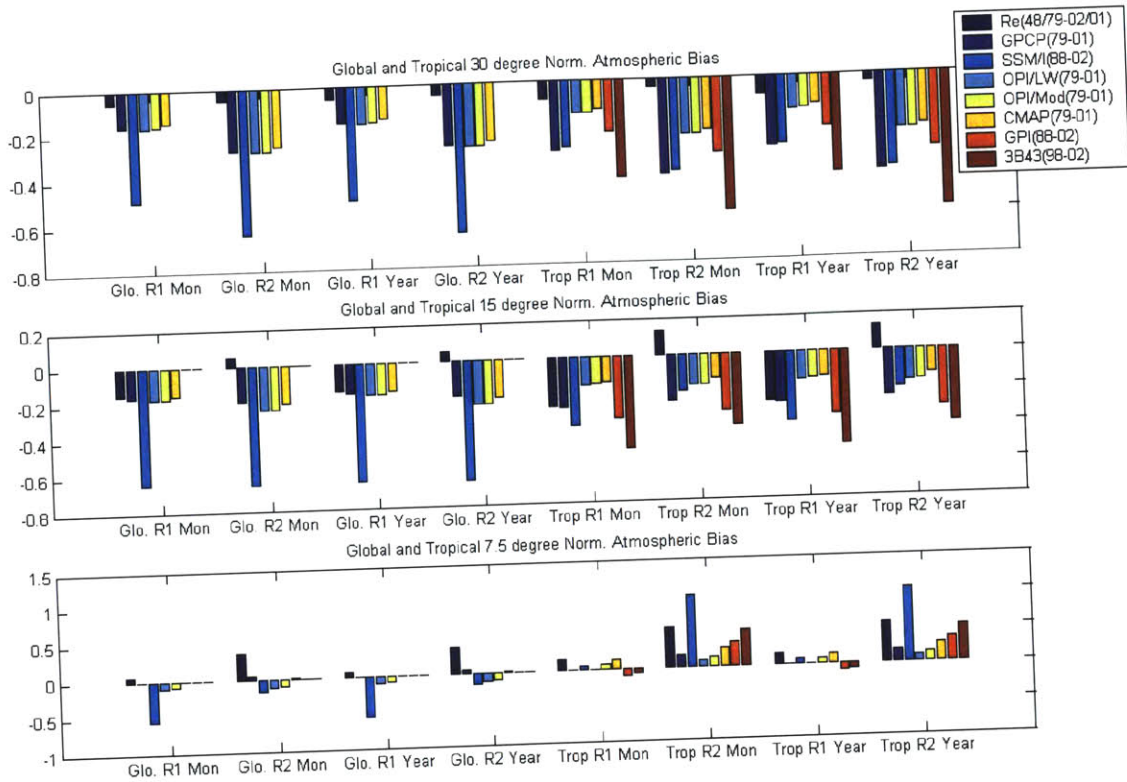 Global and Tropical 30 degree Norm. Atmospheric Bias
Re(48/79-02/01)
GPCP(79-01)
SSM/I(88-02)
OPI/LW(79-01)
OPI/Mod(79-01)
CMAP(79-01)
GPI(88-02)
3B43(98-02)
0
-0.2
-0.4
-0.6
-0.8
Glo. R1 Mon Glo. R2 Mon Glo. R1 Year Glo. R2 Year Trop R1 Mon Trop R2 Mon Trop R1 Year Trop R2 Year
Global and Tropical 15 degree Norm. Atmospheric Bias
0.2
0
-0.2
-0.4
-0.6
-0.8
Glo. R1 Mon Glo. R2 Mon Glo. R1 Year Glo. R2 Year Trop R1 Mon Trop R2 Mon Trop R1 Year Trop R2 Year
Global and Tropical 7.5 degree Norm. Atmospheric Bias
1.5
1
0.5
0
-0.5
-1
Glo. R1 Mon Glo. R2 Mon Glo. R1 Year Glo. R2 Year Trop R1 Mon Trop R2 Mon Trop R1 Year Trop R2 Year